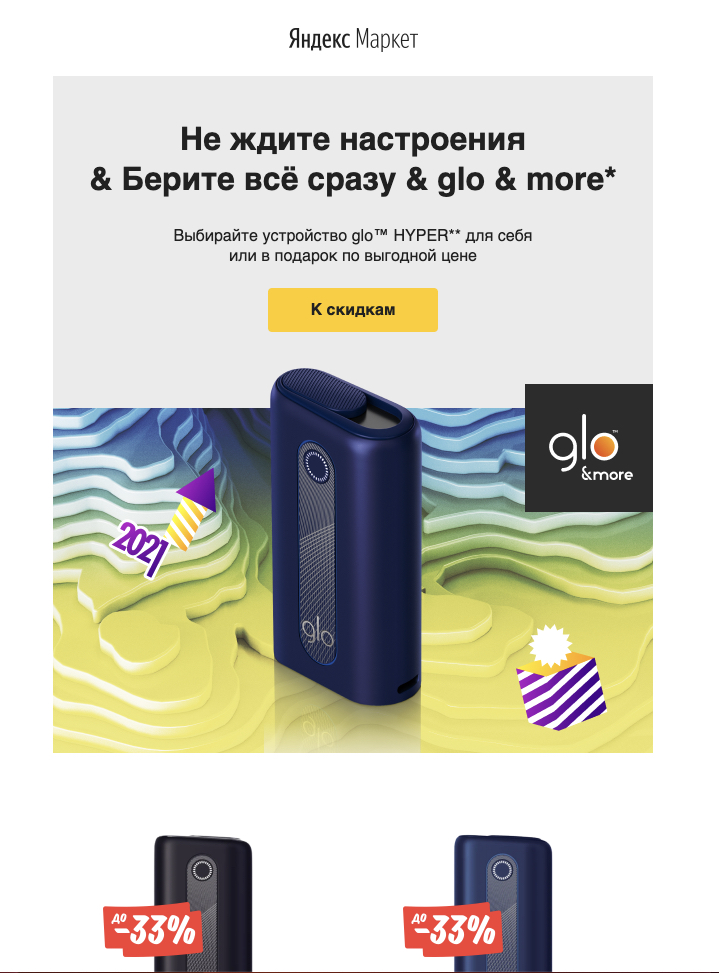 Яндекс Маркет
Не ждите настроения
& Берите всё сразу & glo & more*
Выбирайте устройство glo™ HYPER** для себя
или в подарок по выгодной цене
К скидкам
glo™
&more
2021
glo
до -33%
до -33%